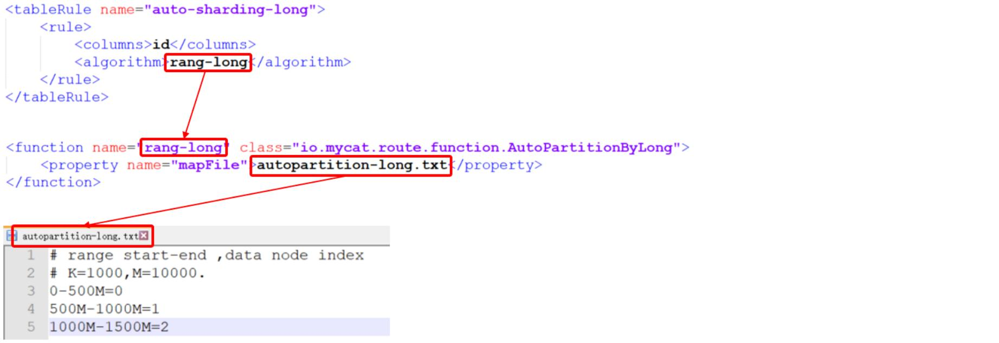 <tableRule name="auto-sharding-long">
<rule>
<columns>id</columns>
<algorithm>rang-long</algorithm>
</rule>
</tableRule>
<function name="rang-long" class="io.mycat.route.function.AutoPartitionByLong">
<property name="mapFile">autopartition-long.txt</property>
</function>
autopartition-long.txt
1 # range start-end ,data node index
2 # K=1000,M=10000.
3 0-500M=0
4 500M-1000M=1
5 1000M-1500M=2